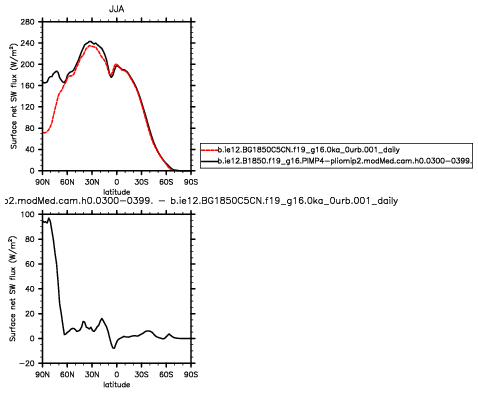 JJA
280
240
200
160
120
80
40
0
Surface net SW flux (W/m²)
90N 60N 30N 0 30S 60S 90S
latitude
b.ie12.BG1850C5CN.f19_g16.0ka_0urb.001_daily
b.ie12.B1850.f19_g16.PIMP4-pliomip2.modMed.cam.h0.0300-0399.
p2.modMed.cam.h0.0300-0399. - b.ie12.BG1850C5CN.f19_g16.0ka_0urb.001_daily
100
80
60
40
20
0
-20
Surface net SW flux (W/m²)
90N 60N 30N 0 30S 60S 90S
latitude